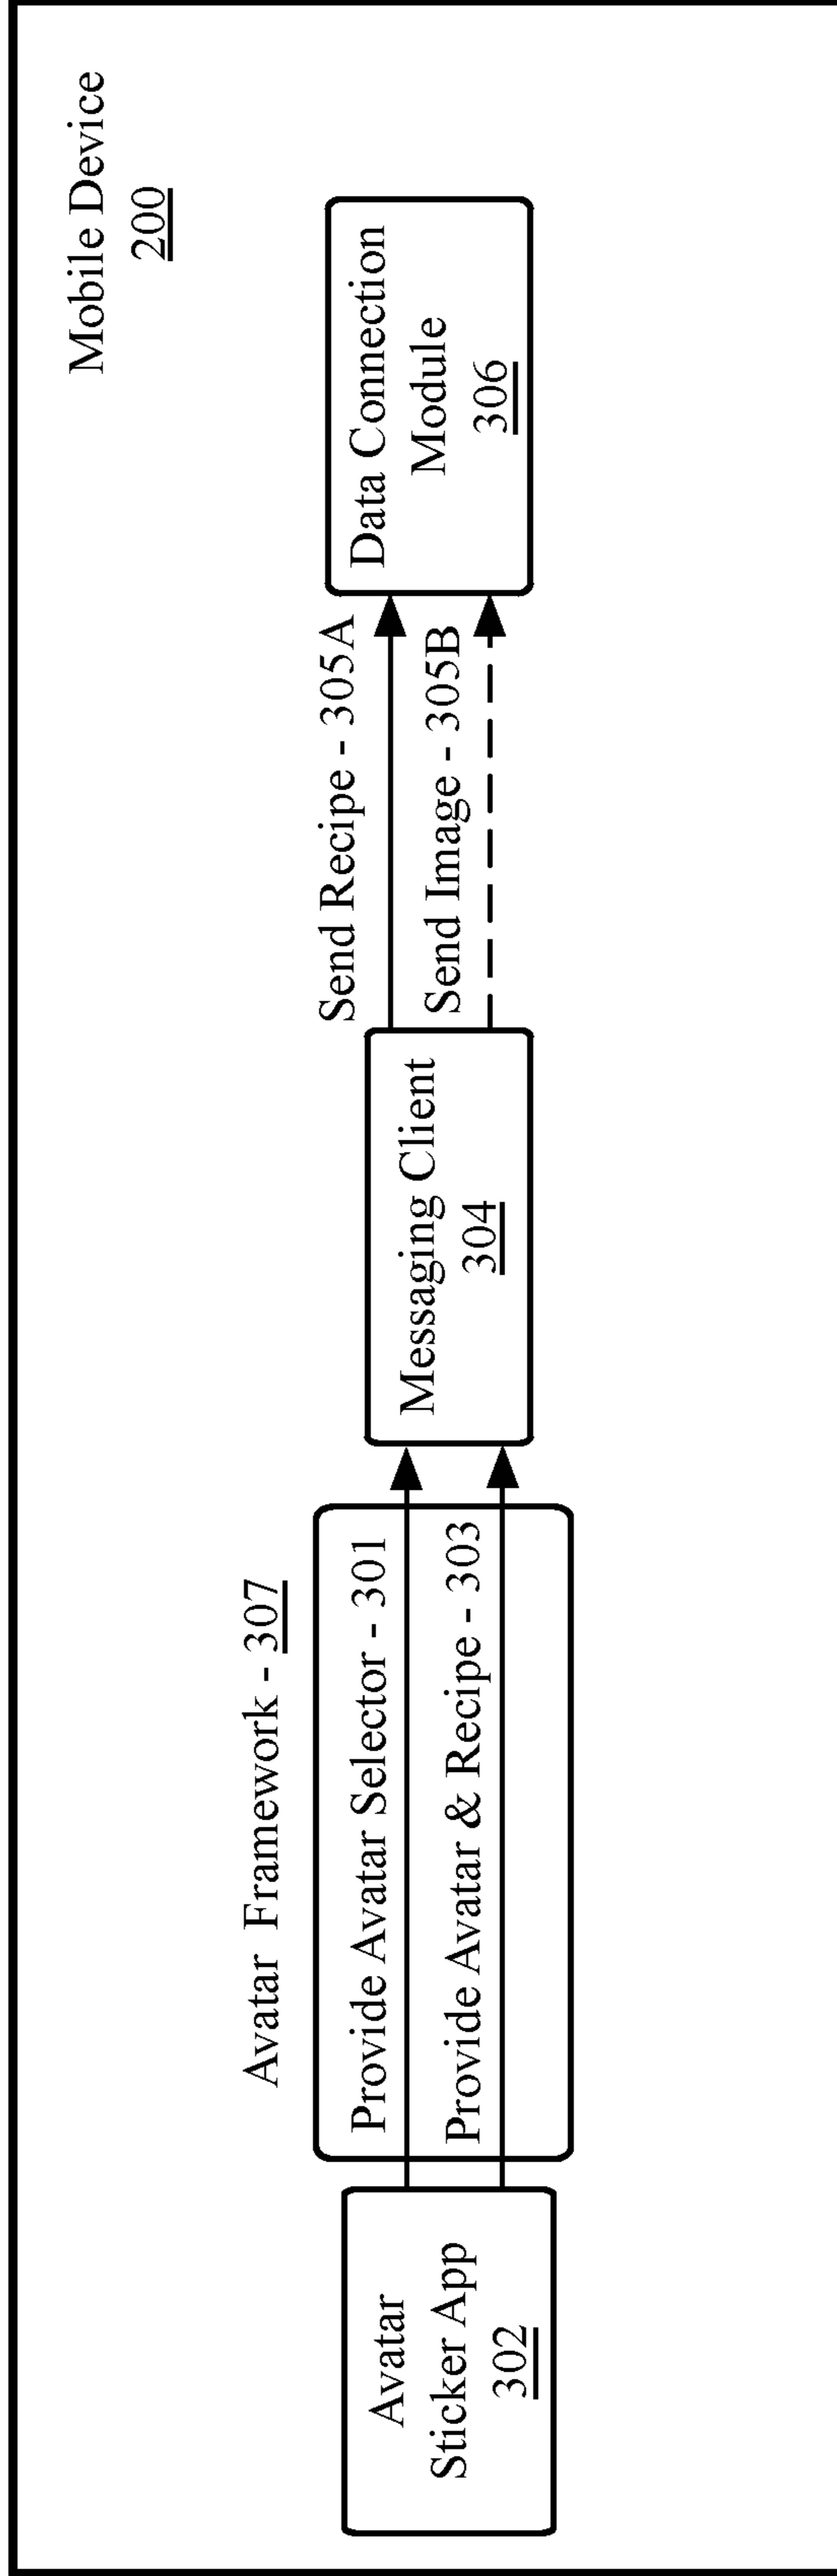 Mobile Device
200
Avatar Framework - 307
Avatar
Sticker App
302
Provide Avatar Selector - 301
Provide Avatar & Recipe - 303
Messaging Client
304
Send Recipe - 305A
Send Image - 305B
Data Connection
Module
306